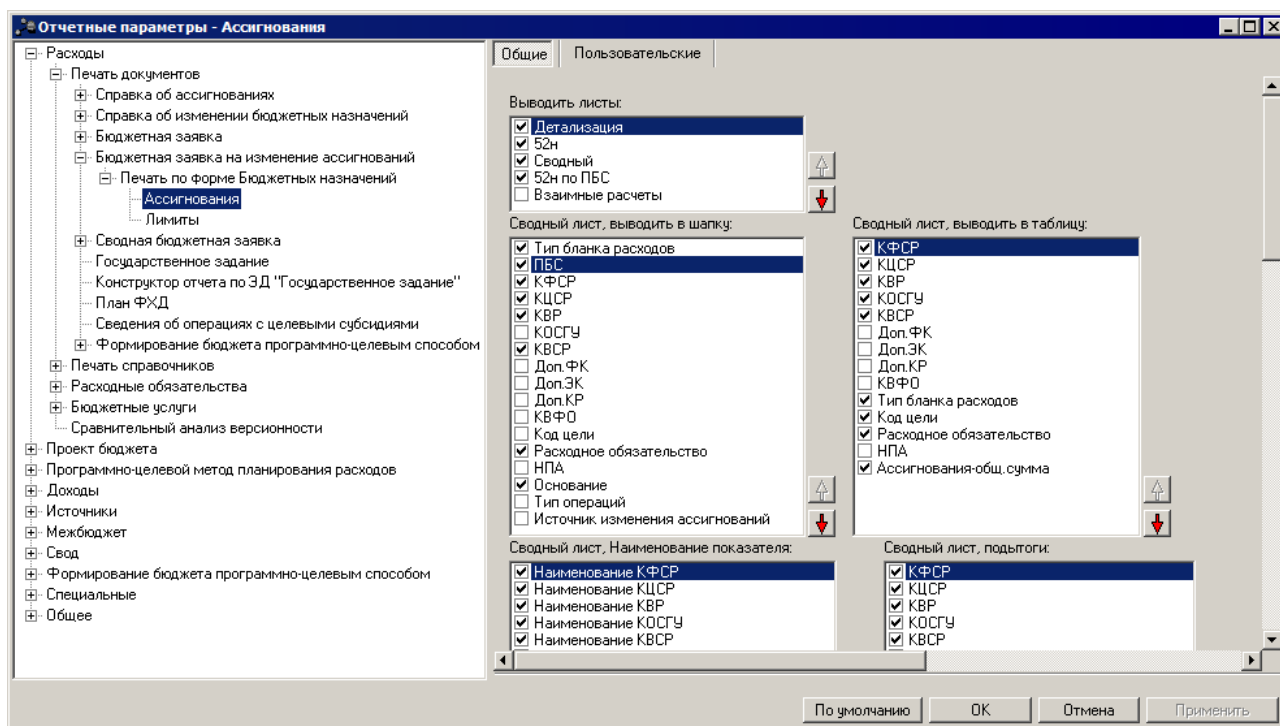 Отчетные параметры - Ассигнования
Расходы
Печать документов
Справка об ассигнованиях
Справка об изменении бюджетных назначений
Бюджетная заявка
Бюджетная заявка на изменение ассигнований
Печать по форме Бюджетных назначений
Ассигнования
Лимиты
Сводная бюджетная заявка
Государственное задание
Конструктор отчета по ЭД "Государственное задание"
План ФХД
Сведения об операциях с целевыми субсидиями
Формирование бюджета программно-целевым способом
Печать справочников
Расходные обязательства
Бюджетные услуги
Сравнительный анализ версионности
Проект бюджета
Программно-целевой метод планирования расходов
Доходы
Источники
Межбюджет
Свод
Формирование бюджета программно-целевым способом
Специальные
Общее
Общие
Пользовательские
Выводить листы:
Детализация
52н
Сводный
52н по ПБС
Взаимные расчеты
Сводный лист, выводить в шапку:
Тип бланка расходов
ПБС
КФСР
КЦСР
КВР
КОСГУ
КВСР
Доп.ФК
Доп.ЭК
Доп.КР
КВФО
Код цели
Расходное обязательство
НПА
Основание
Тип операций
Источник изменения ассигнований
Сводный лист, выводить в таблицу:
КФСР
КЦСР
КВР
КОСГУ
КВСР
Доп.ФК
Доп.ЭК
Доп.КР
КВФО
Тип бланка расходов
Код цели
Расходное обязательство
НПА
Ассигнования-общ.сумма
Сводный лист, Наименование показателя:
Наименование КФСР
Наименование КЦСР
Наименование КВР
Наименование КОСГУ
Наименование КВСР
Сводный лист, подытоги:
КФСР
КЦСР
КВР
КОСГУ
КВСР
По умолчанию
OK
Отмена
Применить